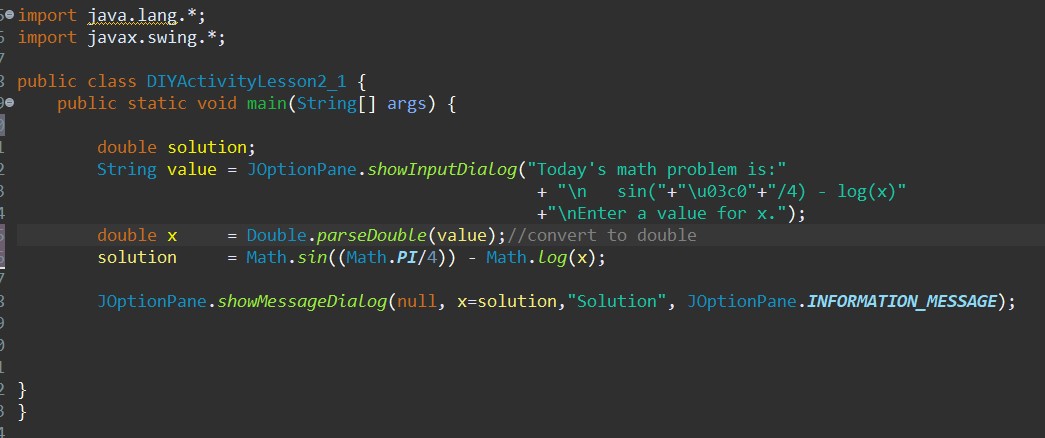 import java.lang.*;
import javax.swing.*;
public class DIYActivityLesson2_1 {
public static void main(String[] args) {
double solution;
String value = JOptionPane.showInputDialog("Today's math problem is:"
+ "\n   sin("+"\u03c0"+"/4) - log(x)"
+"\nEnter a value for x.");
double x     = Double.parseDouble(value);//convert to double
solution     = Math.sin((Math.PI/4)) - Math.log(x);
JOptionPane.showMessageDialog(null, x=solution,"Solution", JOptionPane.INFORMATION_MESSAGE);
}
}